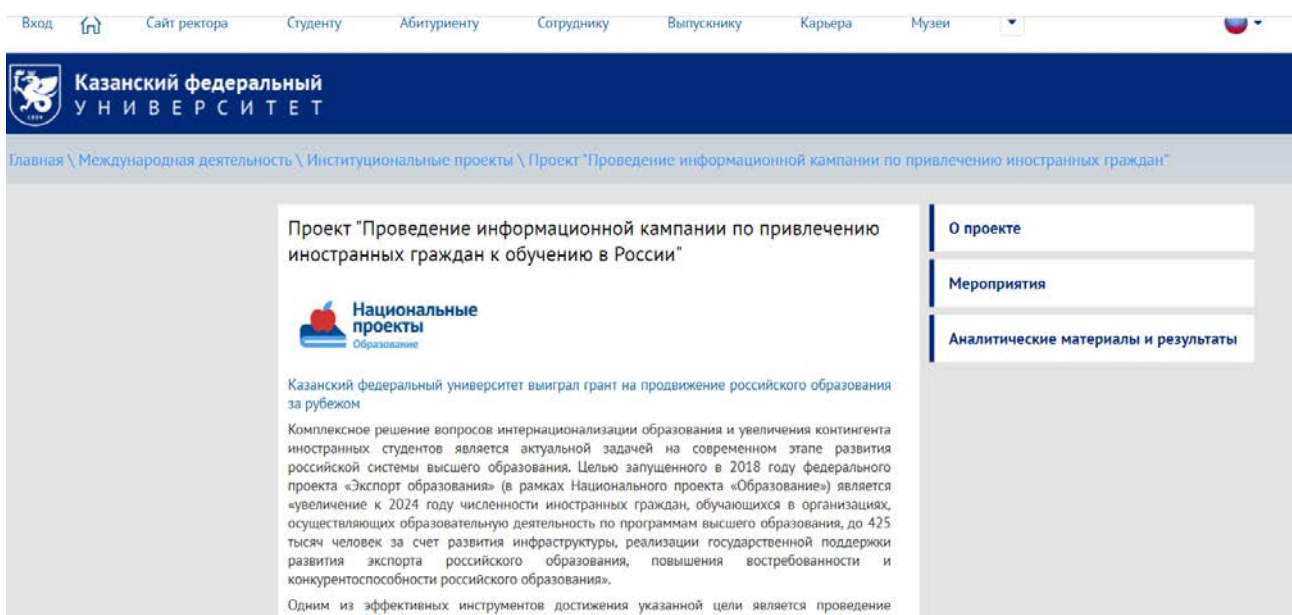 Вход Сайт ректора Студенту Абитуриенту Сотруднику Выпускнику Карьера Музеи
Казанский федеральный
УНИВЕРСИТЕТ
Главная \ Международная деятельность \ Институциональные проекты \ Проект "Проведение информационной кампании по привлечению иностранных граждан"
Проект "Проведение информационной кампании по привлечению
иностранных граждан к обучению в России"
Национальные
проекты
Образование
Казанский федеральный университет выиграл грант на продвижение российского образования
за рубежом
Комплексное решение вопросов интернационализации образования и увеличения контингента
иностранных студентов является актуальной задачей на современном этапе развития
российской системы высшего образования. Целью запущенного в 2018 году федерального
проекта «Экспорт образования» (в рамках Национального проекта «Образование») является
«увеличение к 2024 году численности иностранных граждан, обучающихся в организациях,
осуществляющих образовательную деятельность по программам высшего образования, до 425
тысяч человек за счет развития инфраструктуры, реализации государственной поддержки
развития экспорта российского образования, повышения востребованности и
конкурентоспособности российского образования».
Одним из эффективных инструментов достижения указанной цели является проведение
О проекте
Мероприятия
Аналитические материалы и результаты